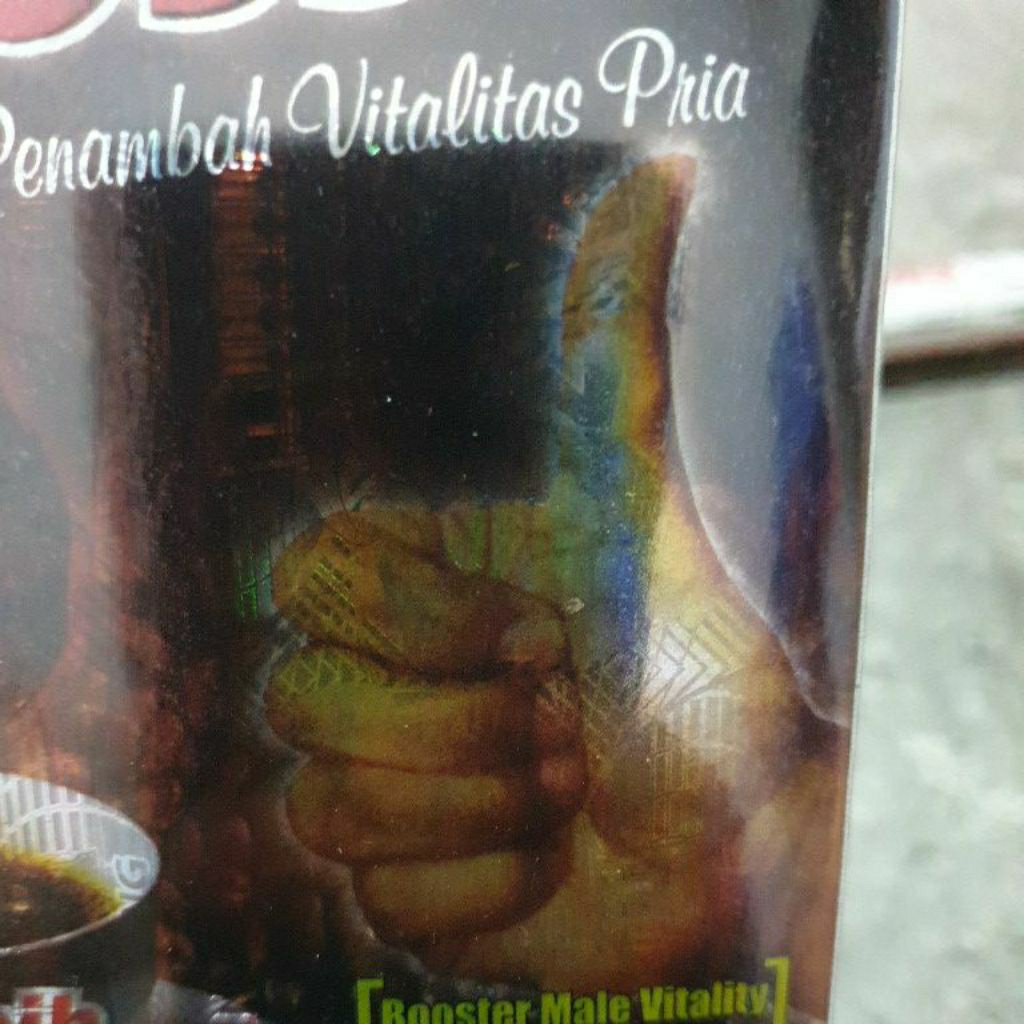 Penambah Vitalitas Pria
[Booster Male Vitality]